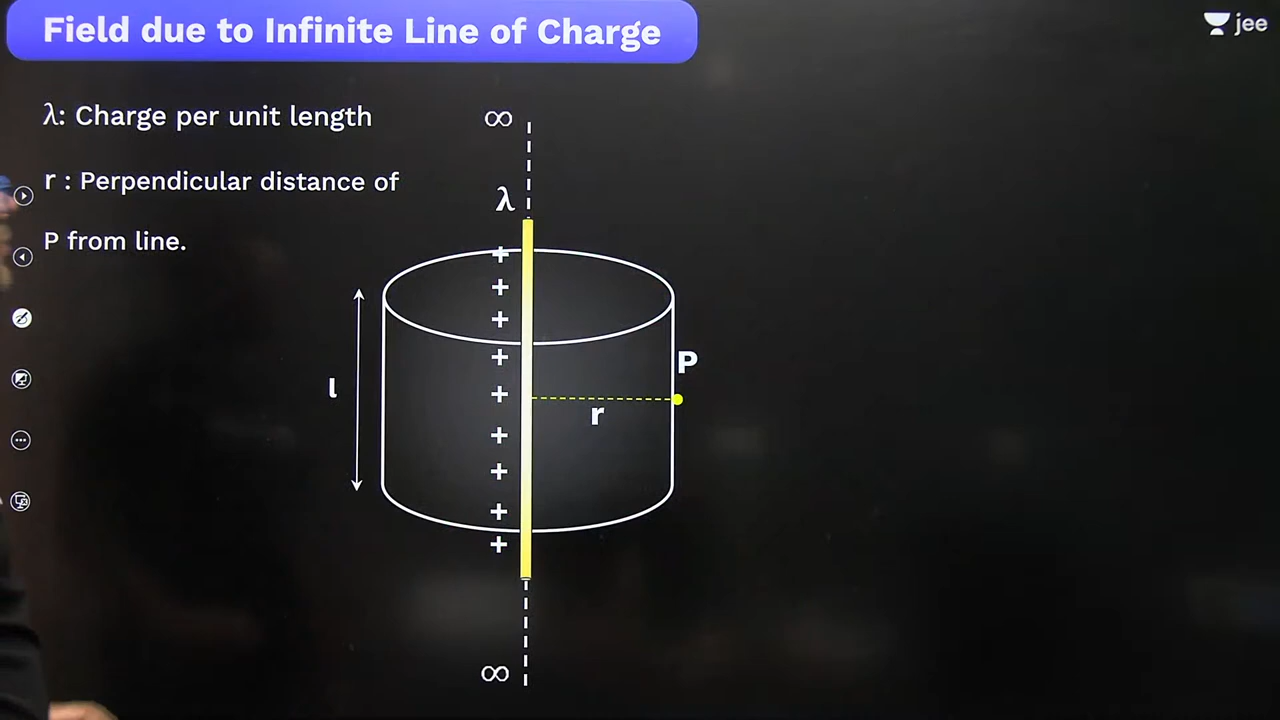 Field due to Infinite Line of Charge
jee
λ: Charge per unit length
∞
r : Perpendicular distance of
λ
P from line.
+
+
+
+
P
l
+
r
+
+
+
+
∞